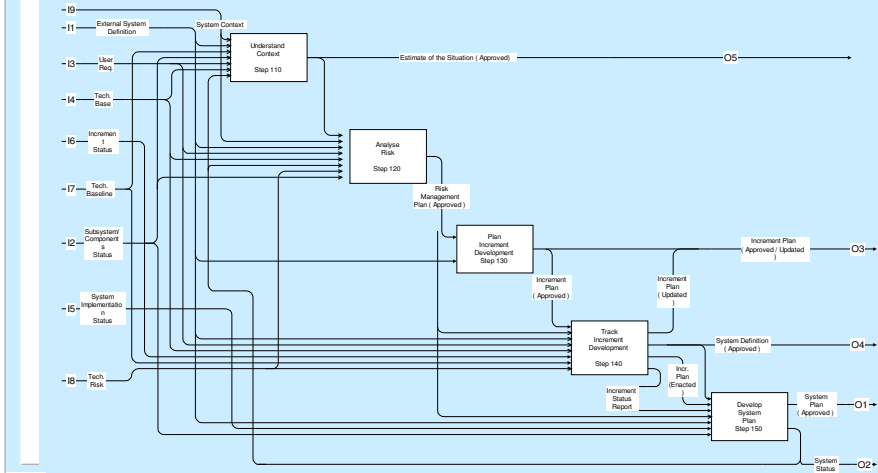 I9
External System
Definition
I1
System Context
Understand
Context
Step 110
Estimate of the Situation ( Approved)
O5
I3
User
Req.
I4
Tech.
Base
I6
Incremen
t
Status
Analyse
Risk
Step 120
I7
Tech.
Baseline
Risk
Management
Plan ( Approved )
I2
Subsystem/
Component
s
Status
Plan
Increment
Development
Step 130
Increment Plan
( Approved / Updated
)
O3
Increment
Plan
( Approved )
Increment
Plan
( Updated
)
I5
System
Implementatio
n
Status
Track
Increment
Development
Step 140
System Definition
( Approved )
O4
I8
Tech.
Risk
Incr.
Plan
(Enacted
)
Increment
Status
Report
Develop
System
Plan
Step 150
System
Plan
( Approved )
O1
System
Status
O2